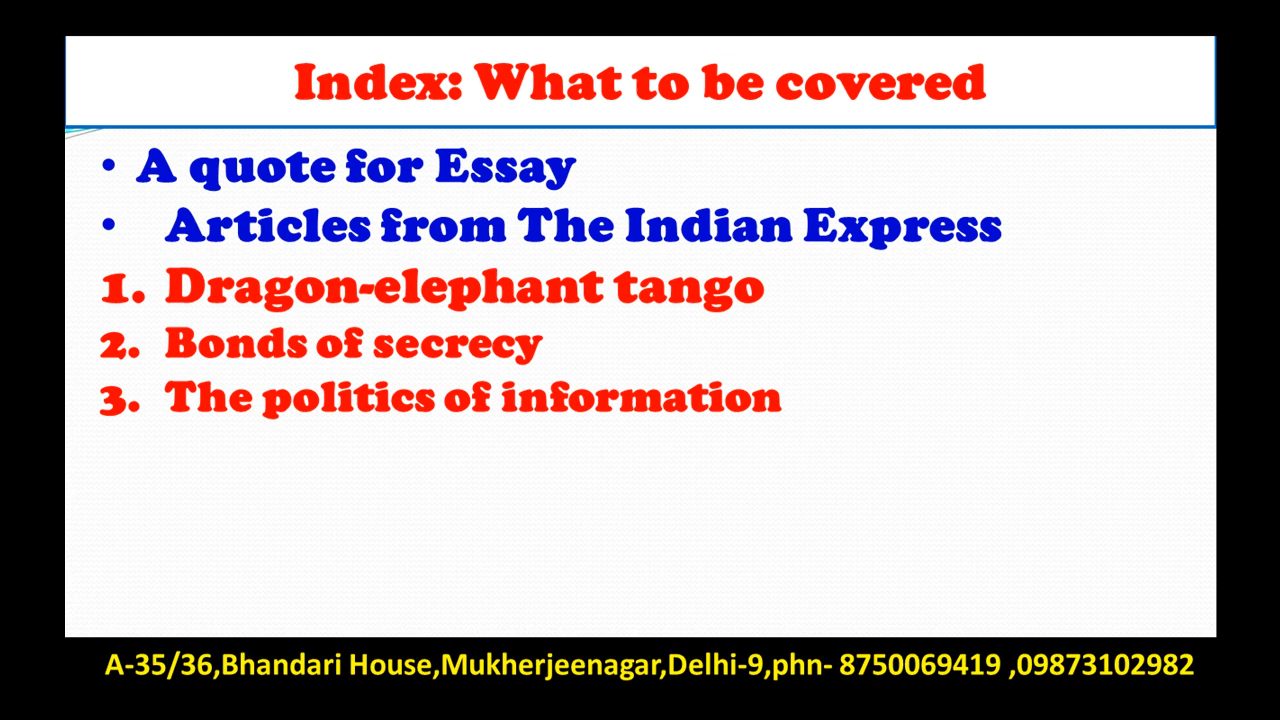 Index: What to be covered
• A quote for Essay
• Articles from The Indian Express
1. Dragon-elephant tango
2. Bonds of secrecy
3. The politics of information
A-35/36,Bhandari House,Mukherjeenagar,Delhi-9,phn- 8750069419 ,09873102982